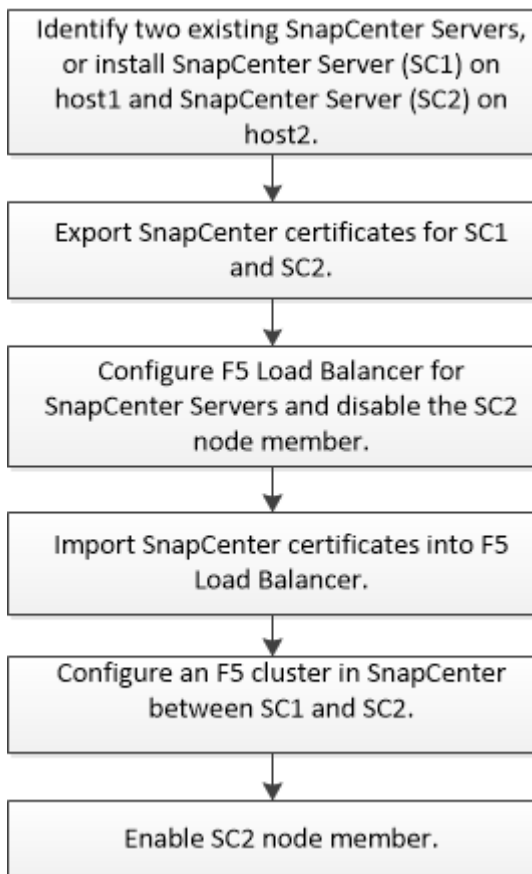 Identify two existing SnapCenter Servers,
or install SnapCenter Server (SC1) on
host1 and SnapCenter Server (SC2) on
host2.
Export SnapCenter certificates for SC1
and SC2.
Configure F5 Load Balancer for
SnapCenter Servers and disable the SC2
node member.
Import SnapCenter certificates into F5
Load Balancer.
Configure an F5 cluster in SnapCenter
between SC1 and SC2.
Enable SC2 node member.